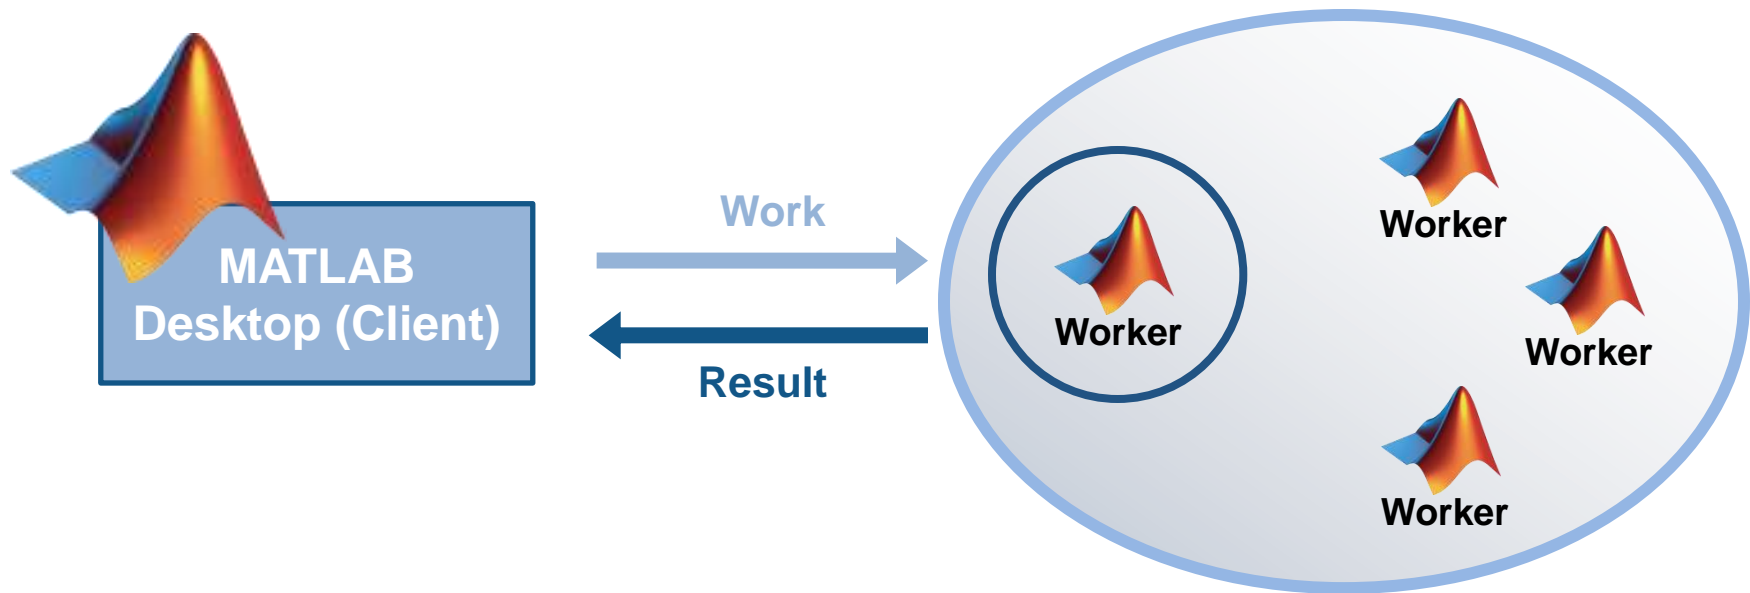 MATLAB
Desktop (Client)
Work
Result
Worker
Worker
Worker
Worker